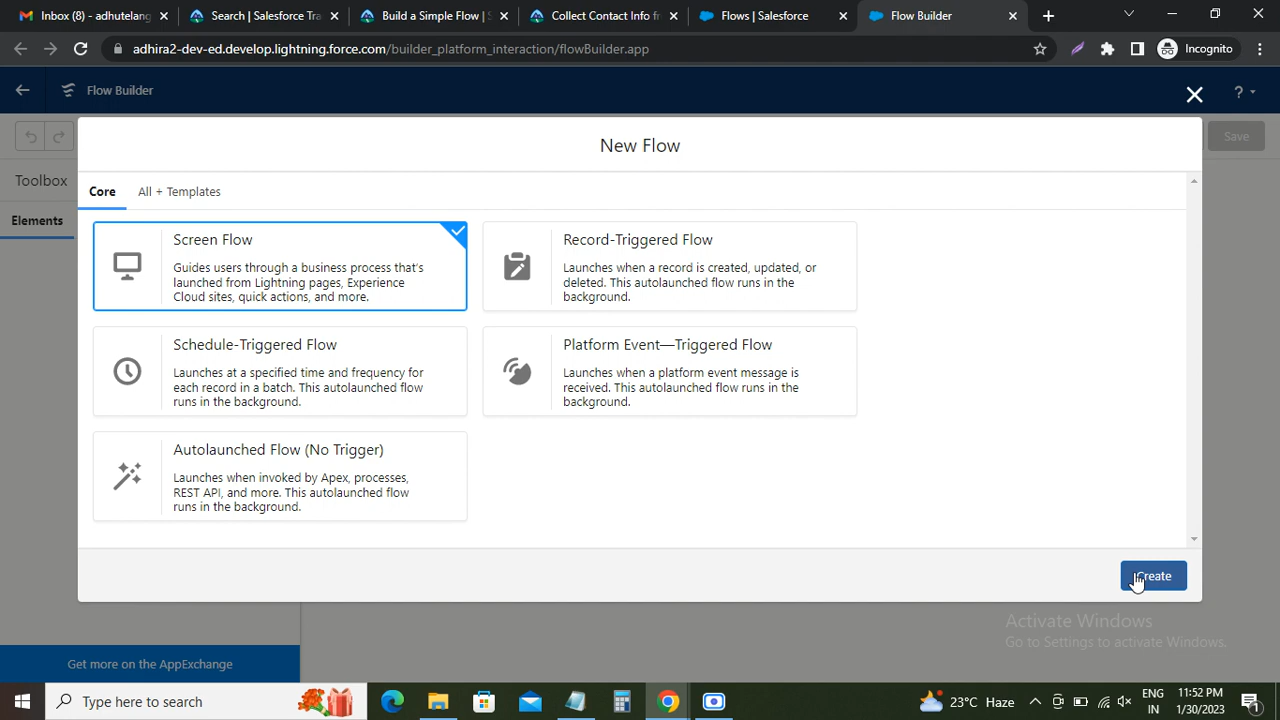 Inbox (8) - adhutelang
Search | Salesforce Tra
Build a Simple Flow | S
Collect Contact Info fr
Flows | Salesforce
Flow Builder
adhira2-dev-ed.develop.lightning.force.com/builder_platform_interaction/flowBuilder.app
Incognito
Flow Builder
?
New Flow
Save
Toolbox
Core
All + Templates
Elements
Screen Flow
Guides users through a business process that's
launched from Lightning pages, Experience
Cloud sites, quick actions, and more.
Record-Triggered Flow
Launches when a record is created, updated, or
deleted. This autolaunched flow runs in the
background.
Schedule-Triggered Flow
Launches at a specified time and frequency for
each record in a batch. This autolaunched flow
runs in the background.
Platform Event—Triggered Flow
Launches when a platform event message is
received. This autolaunched flow runs in the
background.
Autolaunched Flow (No Trigger)
Launches when invoked by Apex, processes,
REST API, and more. This autolaunched flow
runs in the background.
Create
Activate Windows
Go to Settings to activate Windows.
Get more on the AppExchange
Type here to search
23°C Haze
ENG
IN
11:52 PM
1/30/2023
1